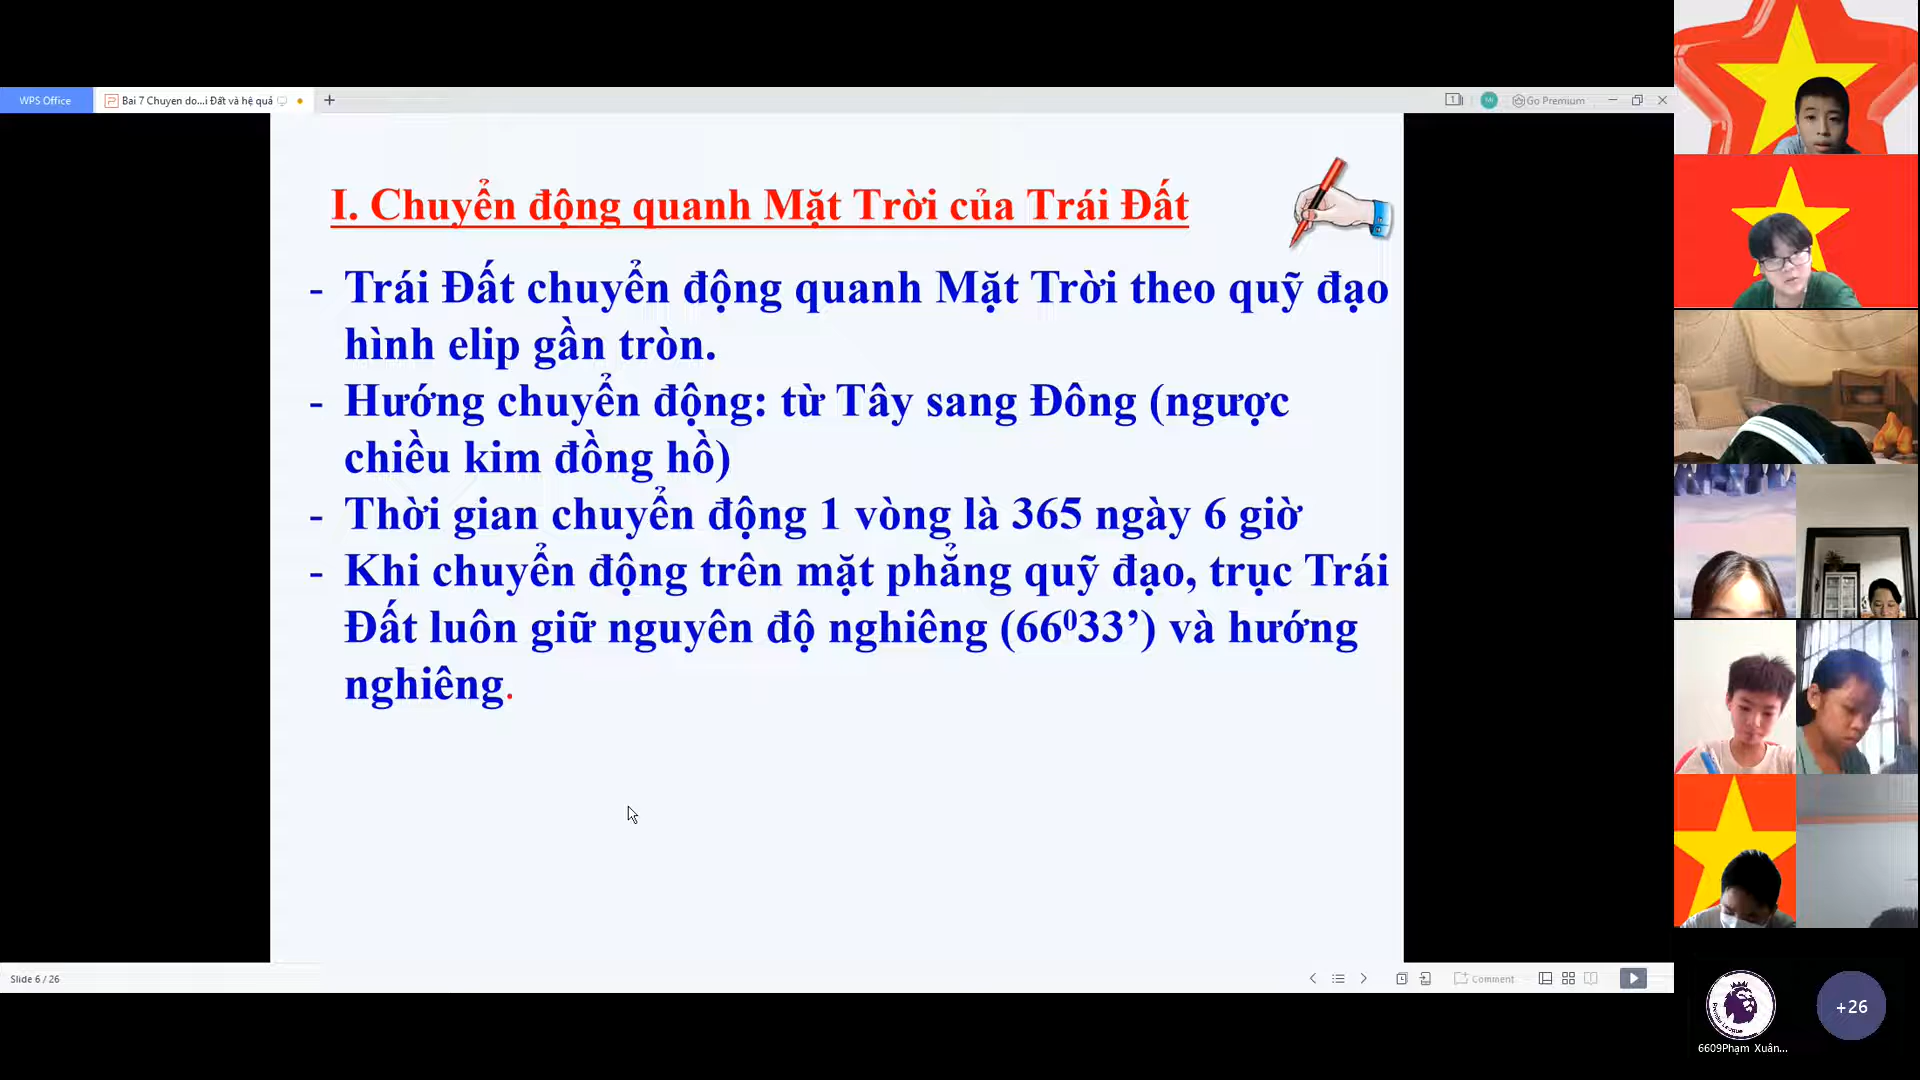 WPS Office
Bai 7 Chuyen do...i Đất và hệ quả
Go Premium
I. Chuyển động quanh Mặt Trời của Trái Đất
- Trái Đất chuyển động quanh Mặt Trời theo quỹ đạo
hình elip gần tròn.
- Hướng chuyển động: từ Tây sang Đông (ngược
chiều kim đồng hồ)
- Thời gian chuyển động 1 vòng là 365 ngày 6 giờ
- Khi chuyển động trên mặt phẳng quỹ đạo, trục Trái
Đất luôn giữ nguyên độ nghiêng (66⁰33’) và hướng
nghiêng.
Slide 6 / 26
Comment
Premier League
+26
6609Phạm Xuân...